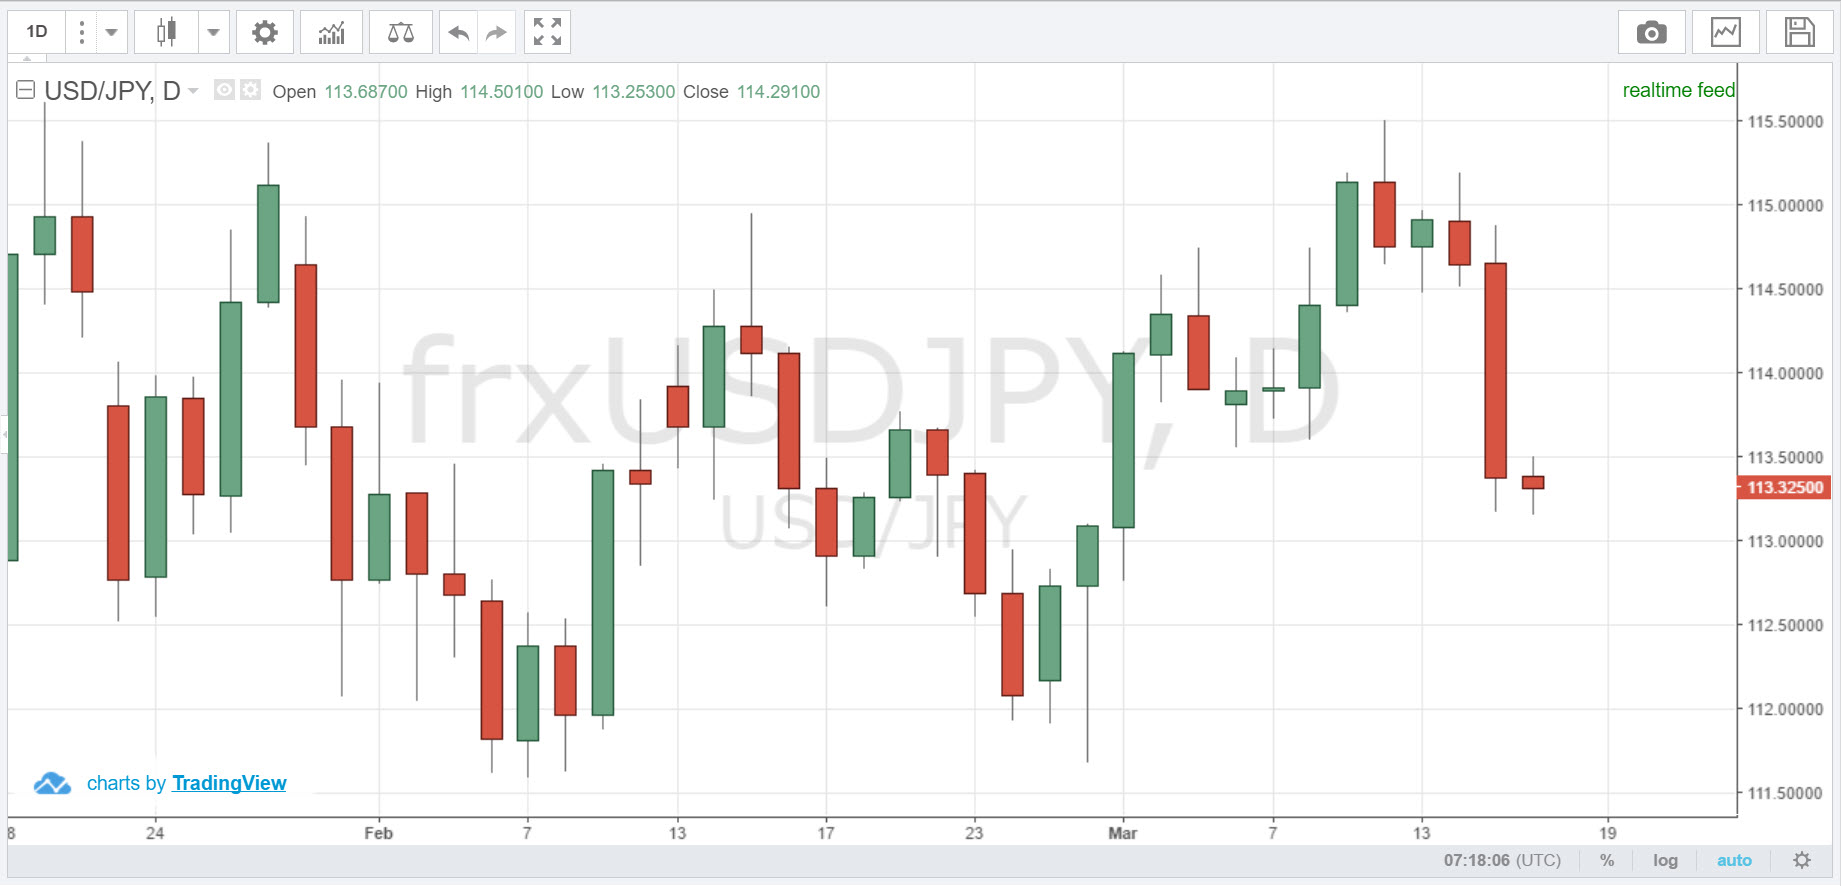 1D
USD/JPY, D Open 113.68700 High 114.50100 Low 113.25300 Close 114.29100
realtime feed
115.50000
115.00000
114.50000
114.00000
113.50000
113.32500
113.00000
112.50000
112.00000
111.50000
frxUSDJPY, D
USD/JPY
charts by TradingView
8 24 Feb 7 13 17 23 Mar 7 13 19
07:18:06 (UTC) % log auto